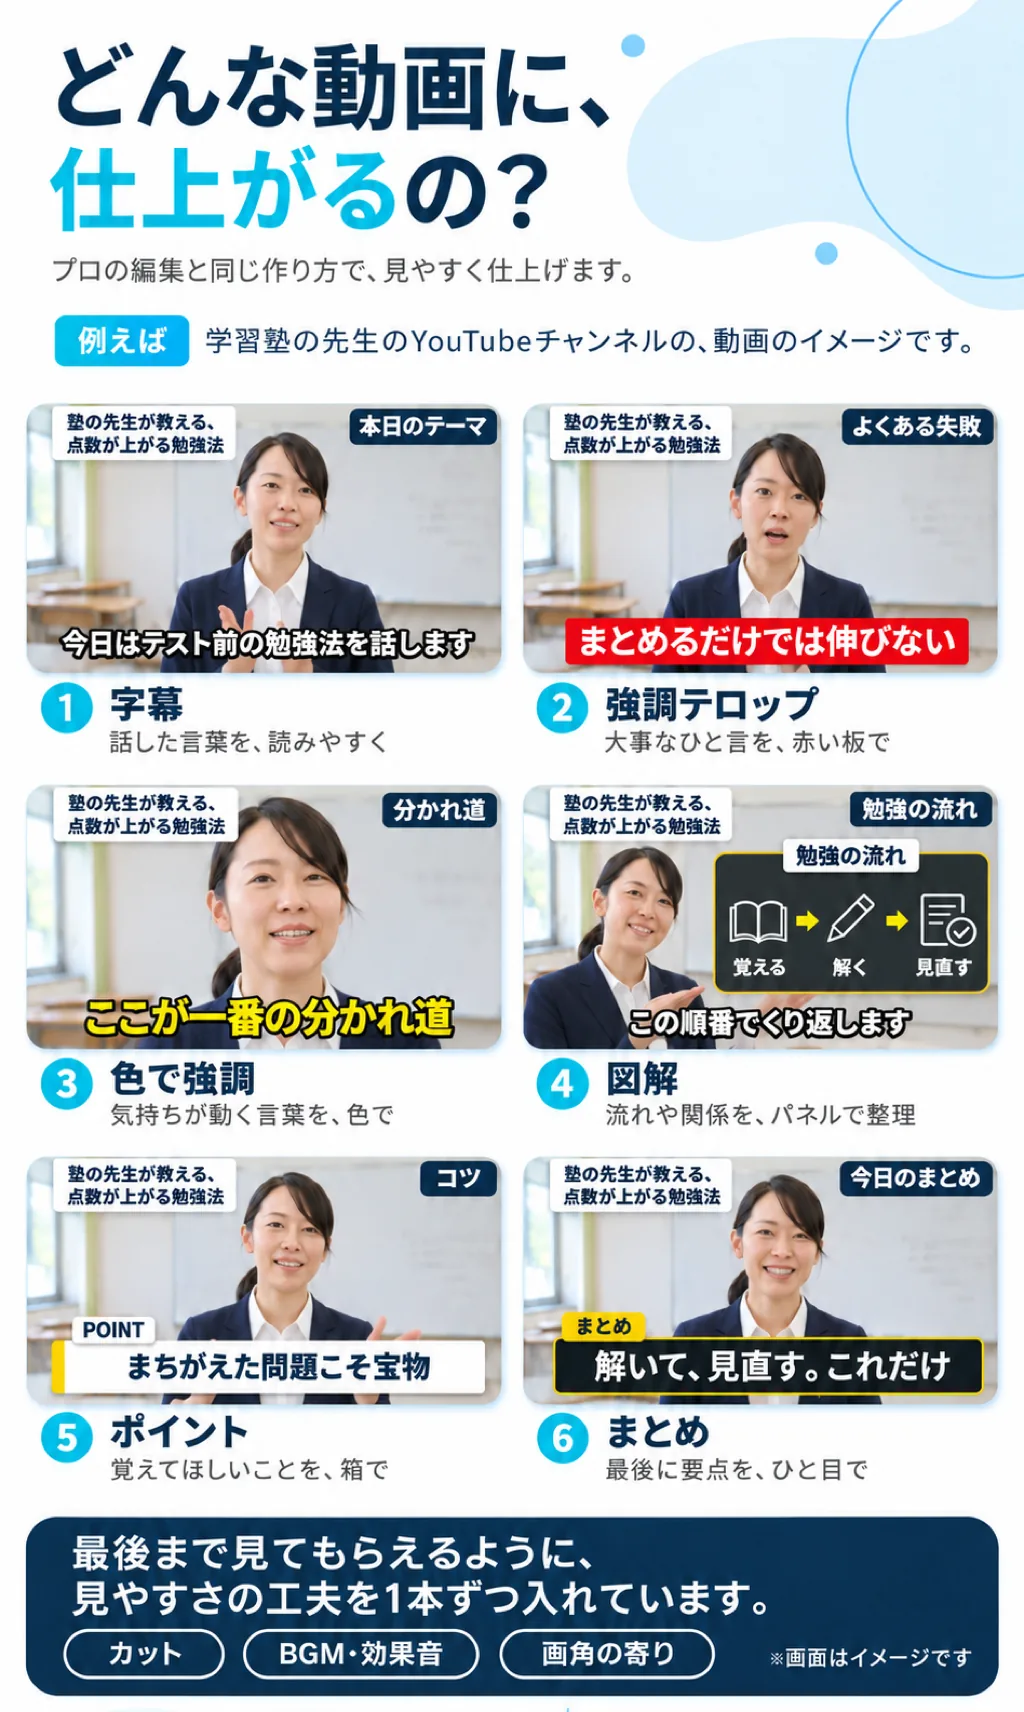 どんな動画に、
仕上がるの？
プロの編集と同じ作り方で、見やすく仕上げます。
例えば 学習塾の先生のYouTubeチャンネルの、動画のイメージです。
塾の先生が教える、
点数が上がる勉強法
本日のテーマ
今日はテスト前の勉強法を話します
1 字幕
話した言葉を、読みやすく
塾の先生が教える、
点数が上がる勉強法
よくある失敗
まとめるだけでは伸びない
2 強調テロップ
大事なひと言を、赤い板で
塾の先生が教える、
点数が上がる勉強法
分かれ道
ここが一番の分かれ道
3 色で強調
気持ちが動く言葉を、色で
塾の先生が教える、
点数が上がる勉強法
勉強の流れ
勉強の流れ
覚える 解く 見直す
この順番でくり返します
4 図解
流れや関係を、パネルで整理
塾の先生が教える、
点数が上がる勉強法
コツ
POINT
まちがえた問題こそ宝物
5 ポイント
覚えてほしいことを、箱で
塾の先生が教える、
点数が上がる勉強法
今日のまとめ
まとめ
解いて、見直す。これだけ
6 まとめ
最後に要点を、ひと目で
最後まで見てもらえるように、
見やすさの工夫を1本ずつ入れています。
カット BGM・効果音 画角の寄り ※画面はイメージです